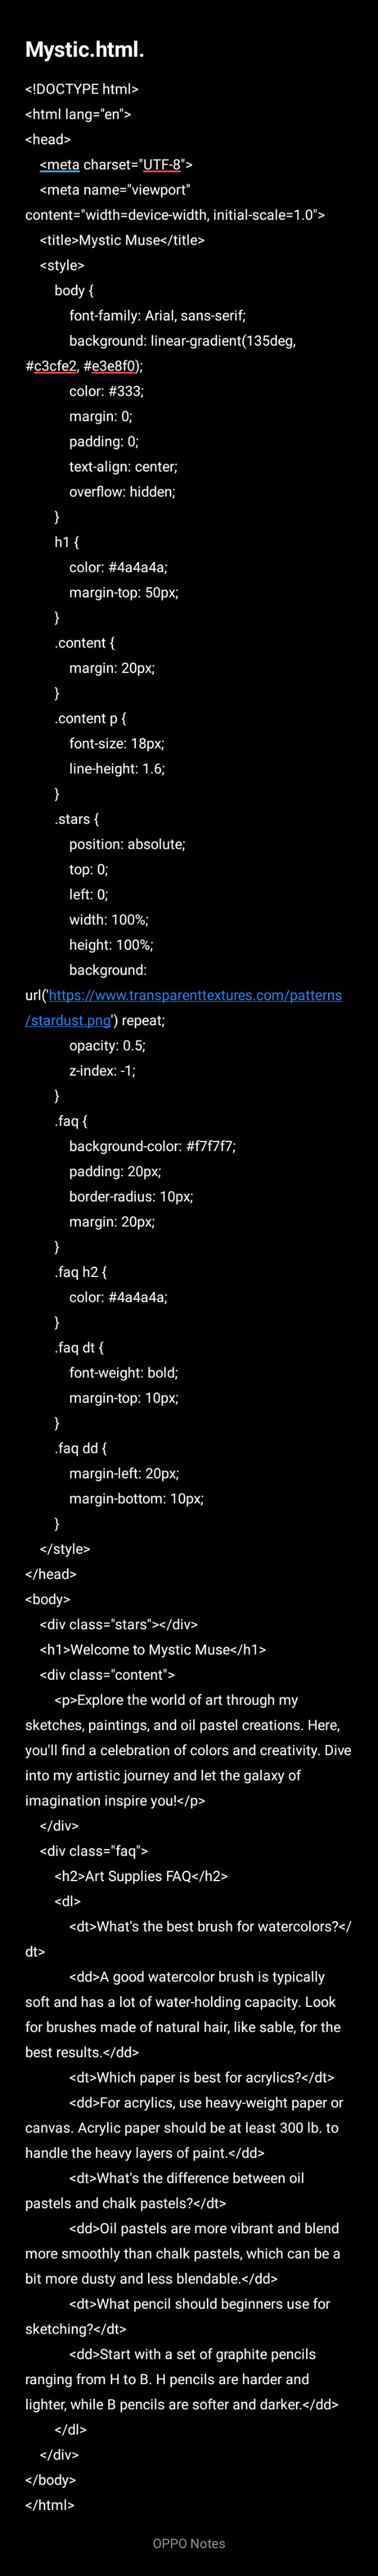 Mystic.html.
<!DOCTYPE html>
<html lang="en">
<head>
<meta charset="UTF-8">
<meta name="viewport"
content="width=device-width, initial-scale=1.0">
<title>Mystic Muse</title>
<style>
body {
font-family: Arial, sans-serif;
background: linear-gradient(135deg,
#c3cfe2, #e3e8f0);
color: #333;
margin: 0;
padding: 0;
text-align: center;
overflow: hidden;
}
h1 {
color: #4a4a4a;
margin-top: 50px;
}
.content {
margin: 20px;
}
.content p {
font-size: 18px;
line-height: 1.6;
}
.stars {
position: absolute;
top: 0;
left: 0;
width: 100%;
height: 100%;
background:
url('https://www.transparenttextures.com/patterns
/stardust.png') repeat;
opacity: 0.5;
z-index: -1;
}
.faq {
background-color: #f7f7f7;
padding: 20px;
border-radius: 10px;
margin: 20px;
}
.faq h2 {
color: #4a4a4a;
}
.faq dt {
font-weight: bold;
margin-top: 10px;
}
.faq dd {
margin-left: 20px;
margin-bottom: 10px;
}
</style>
</head>
<body>
<div class="stars"></div>
<h1>Welcome to Mystic Muse</h1>
<div class="content">
<p>Explore the world of art through my
sketches, paintings, and oil pastel creations. Here,
you'll find a celebration of colors and creativity. Dive
into my artistic journey and let the galaxy of
imagination inspire you!</p>
</div>
<div class="faq">
<h2>Art Supplies FAQ</h2>
<dl>
<dt>What's the best brush for watercolors?</
dt>
<dd>A good watercolor brush is typically
soft and has a lot of water-holding capacity. Look
for brushes made of natural hair, like sable, for the
best results.</dd>
<dt>Which paper is best for acrylics?</dt>
<dd>For acrylics, use heavy-weight paper or
canvas. Acrylic paper should be at least 300 lb. to
handle the heavy layers of paint.</dd>
<dt>What's the difference between oil
pastels and chalk pastels?</dt>
<dd>Oil pastels are more vibrant and blend
more smoothly than chalk pastels, which can be a
bit more dusty and less blendable.</dd>
<dt>What pencil should beginners use for
sketching?</dt>
<dd>Start with a set of graphite pencils
ranging from H to B. H pencils are harder and
lighter, while B pencils are softer and darker.</dd>
</dl>
</div>
</body>
</html>
OPPO Notes